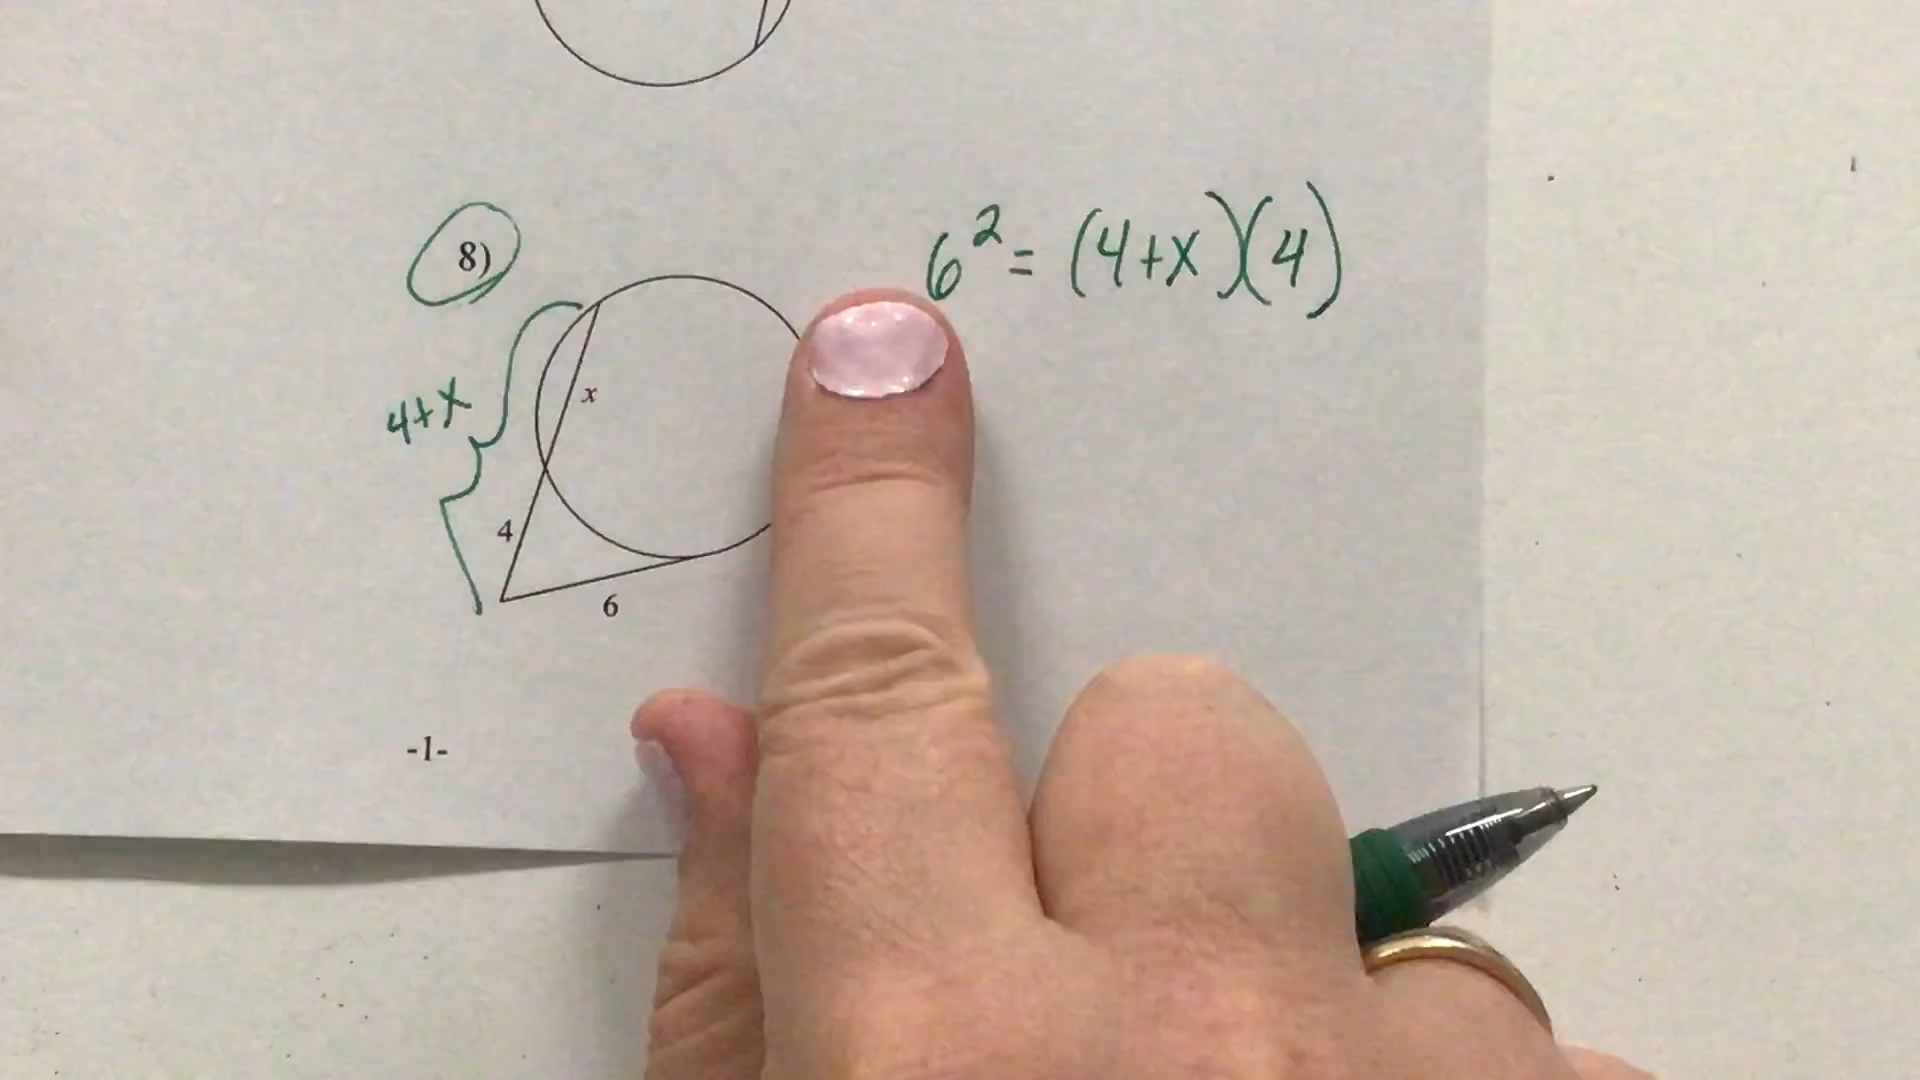 8)
6² = (4+x)(4)
4+x
x
4
6
-1-